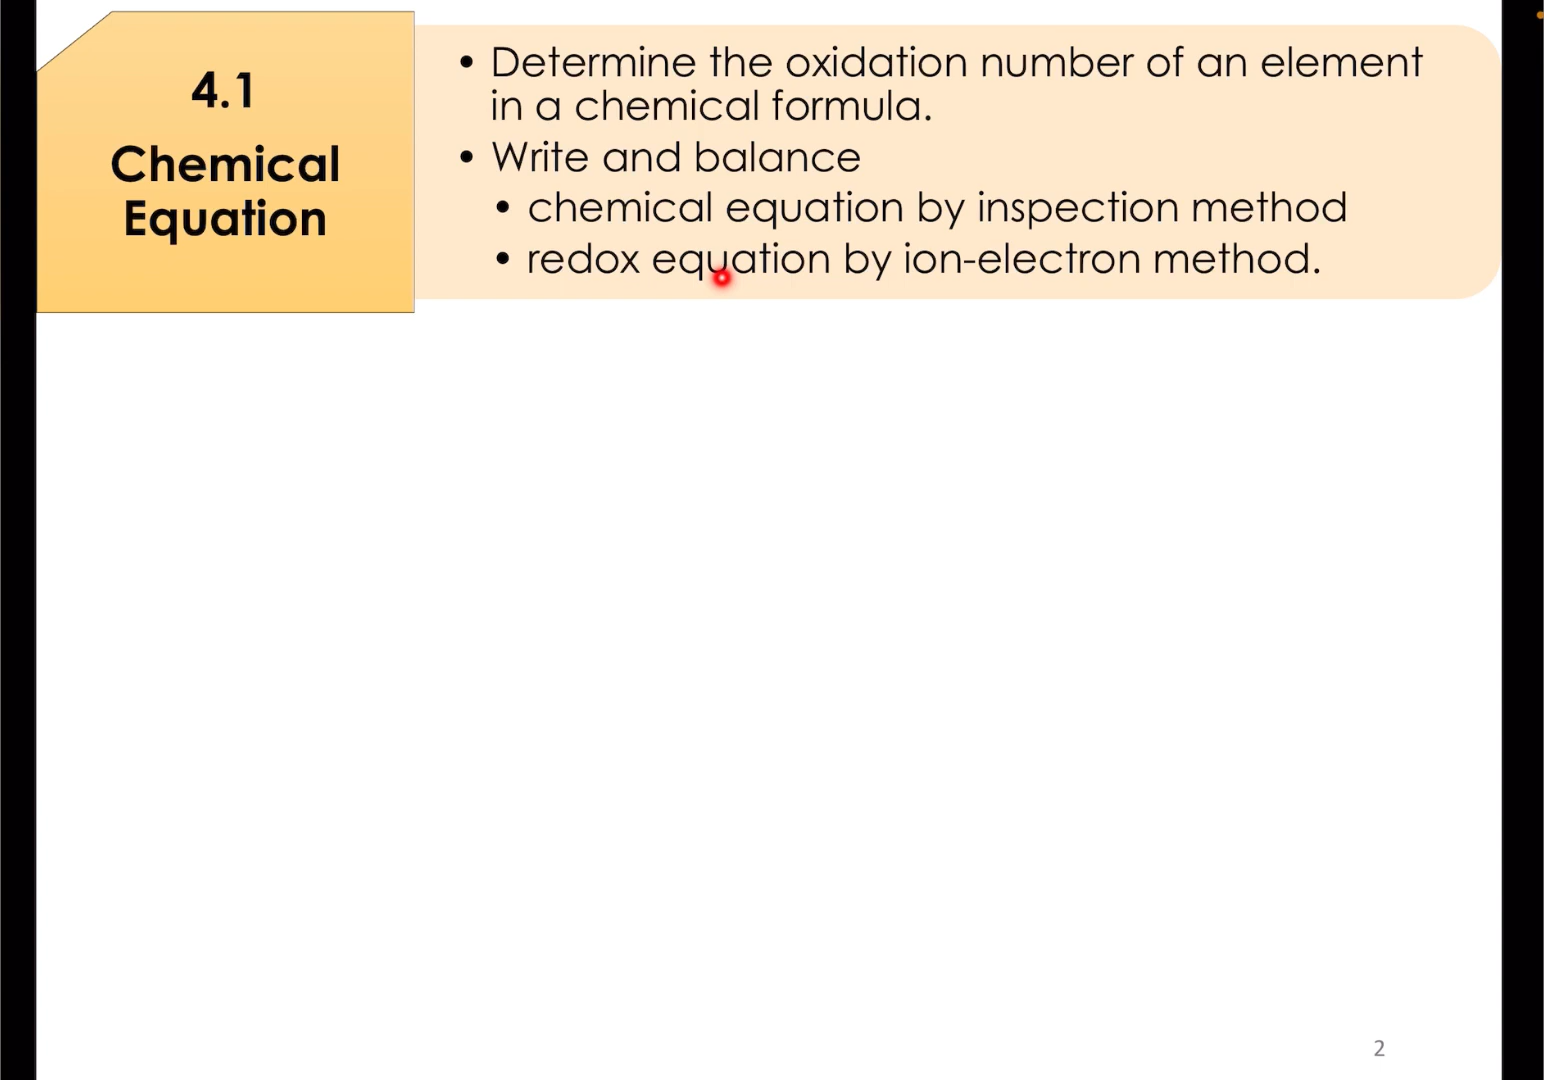 4.1
Chemical
Equation
• Determine the oxidation number of an element
in a chemical formula.
• Write and balance
• chemical equation by inspection method
• redox equation by ion-electron method.
2